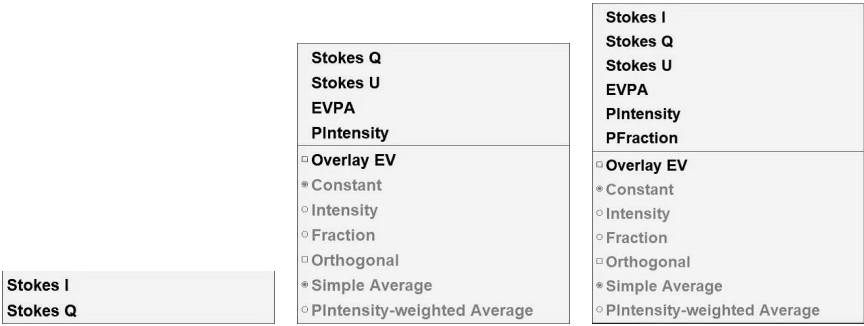 Stokes I
Stokes Q
Stokes Q
Stokes U
EVPA
PIntensity
Overlay EV
Constant
Intensity
Fraction
Orthogonal
Simple Average
PIntensity-weighted Average
Stokes I
Stokes Q
Stokes U
EVPA
PIntensity
PFraction
Overlay EV
Constant
Intensity
Fraction
Orthogonal
Simple Average
PIntensity-weighted Average